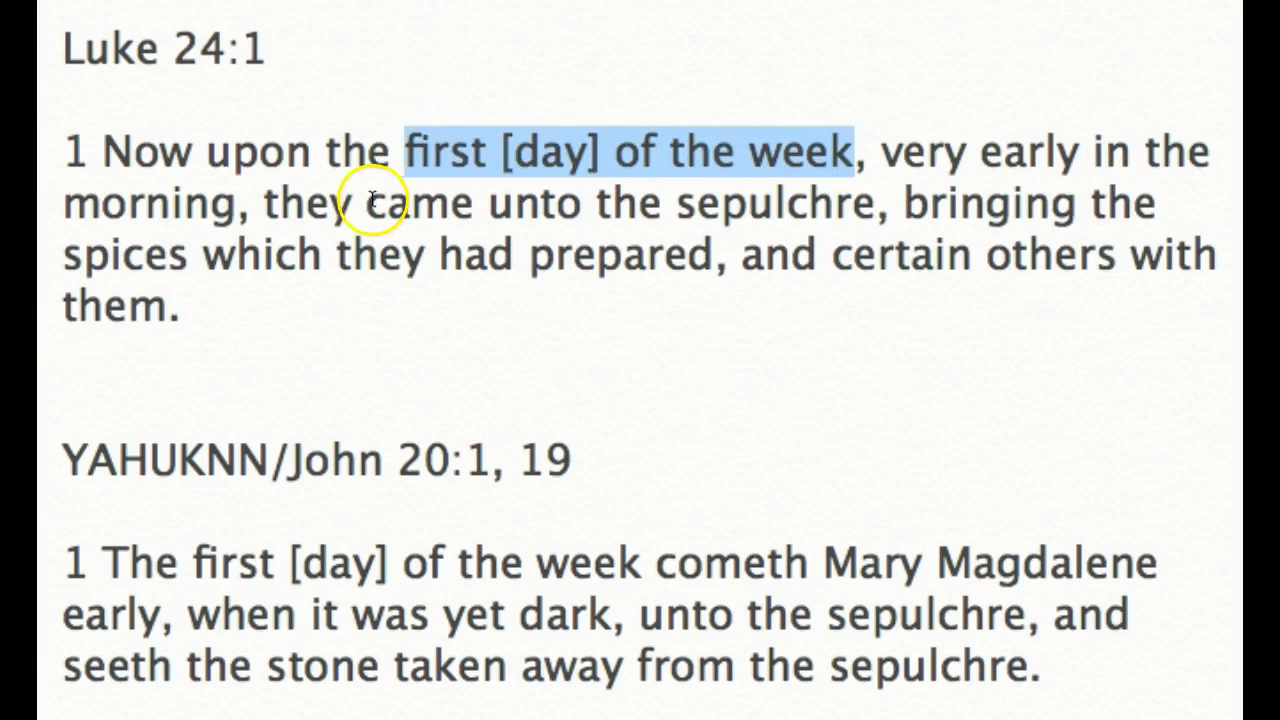 Luke 24:1
1 Now upon the first [day] of the week, very early in the
morning, they came unto the sepulchre, bringing the
spices which they had prepared, and certain others with
them.
YAHUKNN/John 20:1, 19
1 The first [day] of the week cometh Mary Magdalene
early, when it was yet dark, unto the sepulchre, and
seeth the stone taken away from the sepulchre.